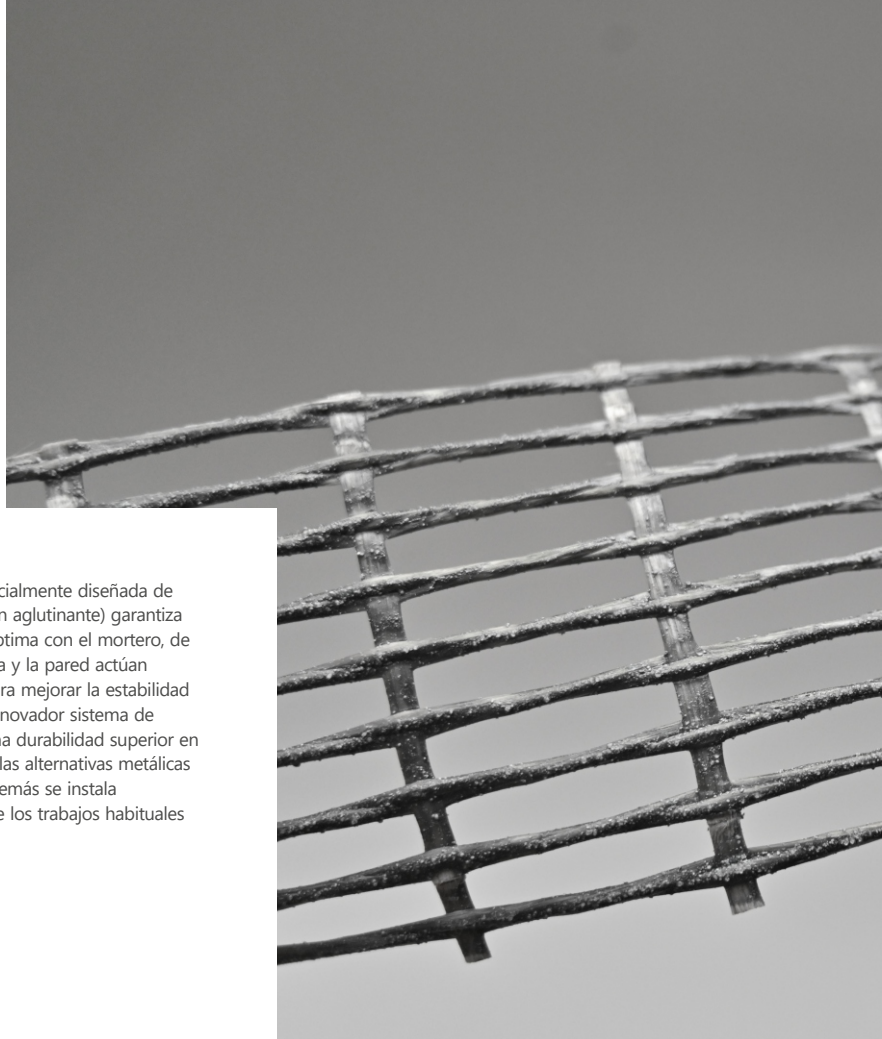 cialmente diseñada de
n aglutinante) garantiza
ptima con el mortero, de
a y la pared actúan
ra mejorar la estabilidad
novador sistema de
na durabilidad superior en
las alternativas metálicas
emás se instala
e los trabajos habituales